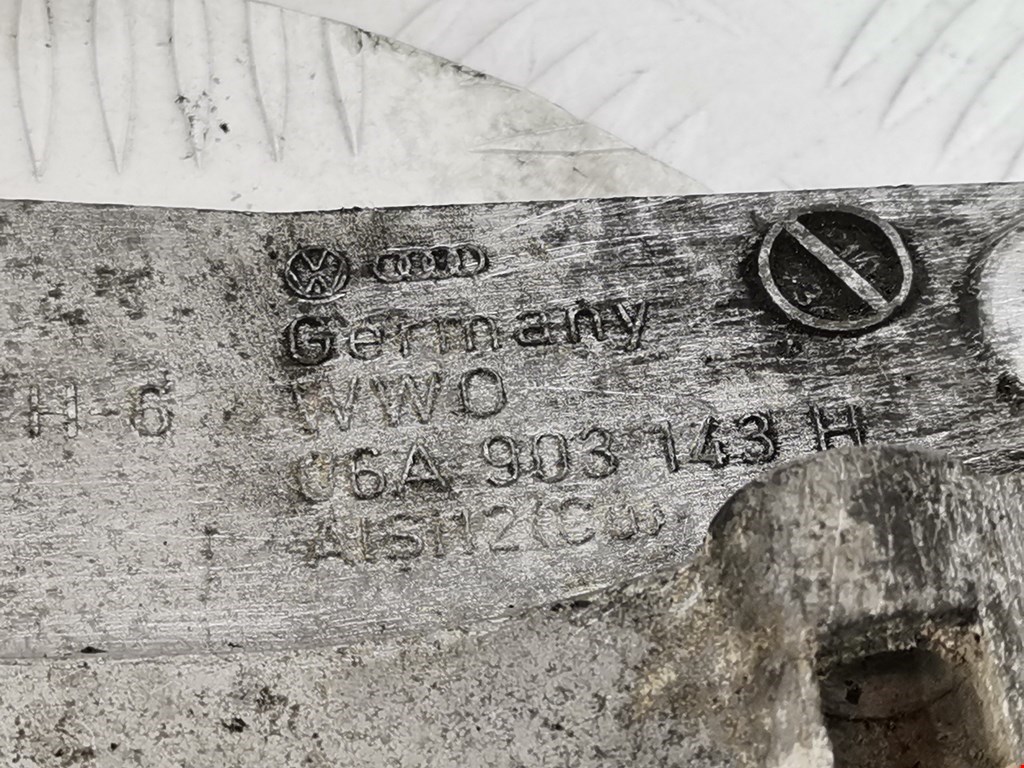 Germany
WWO
H-6
06A 903 143 H
AlSi12(Cu)